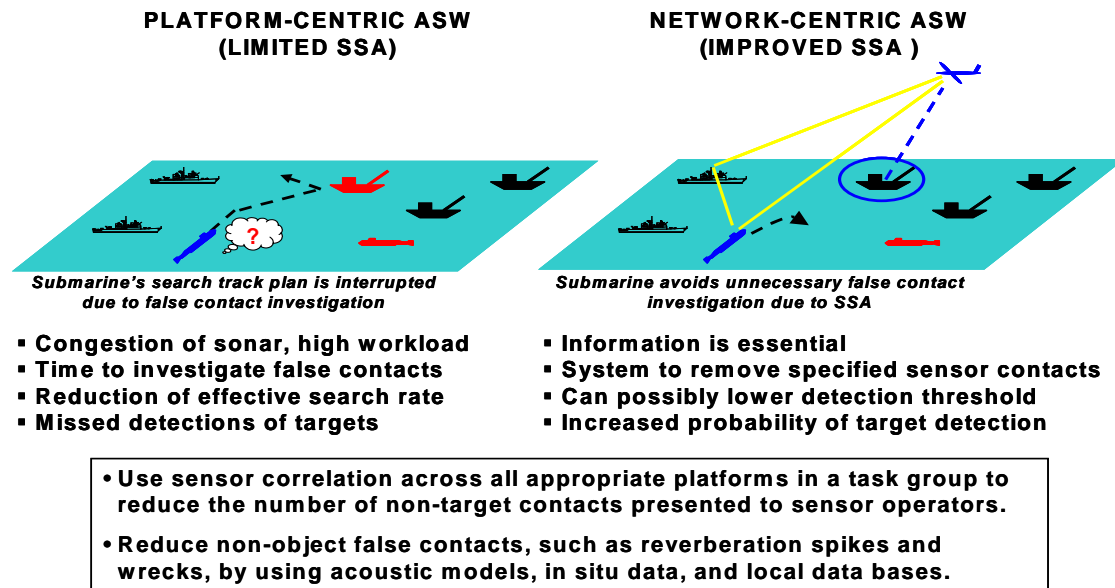 PLATFORM-CENTRIC ASW
(LIMITED SSA)
?
Submarine's search track plan is interrupted
due to false contact investigation
▪ Congestion of sonar, high workload
▪ Time to investigate false contacts
▪ Reduction of effective search rate
▪ Missed detections of targets
NETWORK-CENTRIC ASW
(IMPROVED SSA )
Submarine avoids unnecessary false contact
investigation due to SSA
▪ Information is essential
▪ System to remove specified sensor contacts
▪ Can possibly lower detection threshold
▪ Increased probability of target detection
• Use sensor correlation across all appropriate platforms in a task group to
reduce the number of non-target contacts presented to sensor operators.
• Reduce non-object false contacts, such as reverberation spikes and
wrecks, by using acoustic models, in situ data, and local data bases.